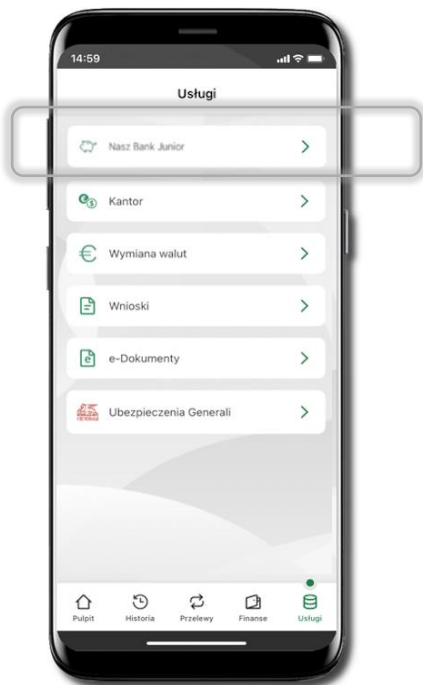 14:59
Usługi
Nasz Bank Junior
Kantor
Wymiana walut
Wnioski
e-Dokumenty
Ubezpieczenia Generali
Pulpit
Historia
Przelewy
Finanse
Usługi